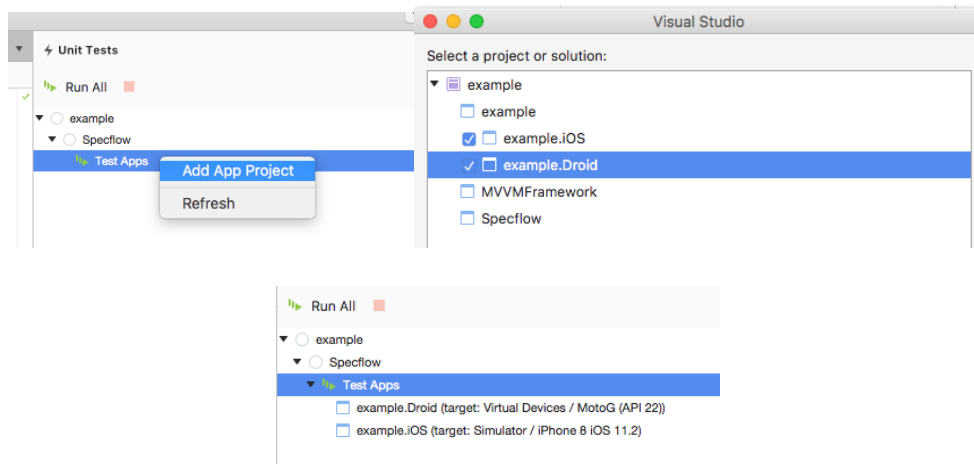 Unit Tests
Run All
example
Specflow
Test Apps
Add App Project
Refresh
Visual Studio
Select a project or solution:
example
example
example.iOS
example.Droid
MVVMFramework
Specflow
Run All
example
Specflow
Test Apps
example.Droid (target: Virtual Devices / MotoG (API 22))
example.iOS (target: Simulator / iPhone 8 iOS 11.2)